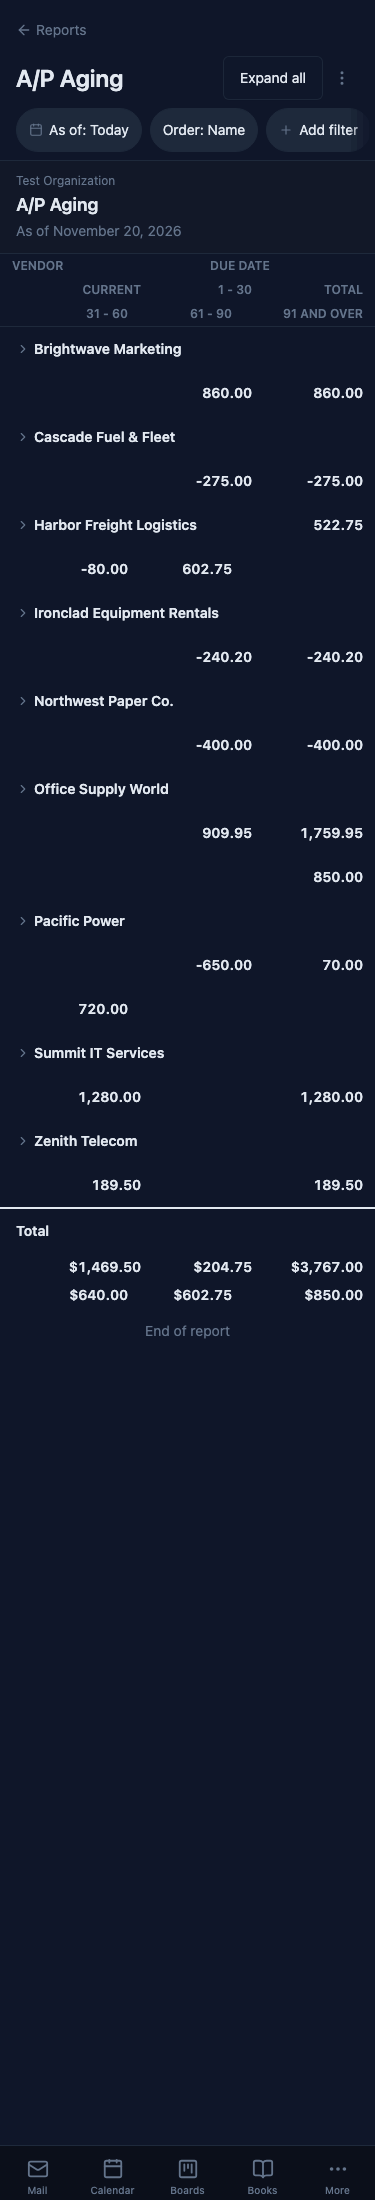 Reports
A/P Aging Expand all
As of: Today Order: Name Add filter
Test Organization
A/P Aging
As of November 20, 2026
VENDOR DUE DATE
CURRENT 1 - 30 TOTAL
31 - 60 61 - 90 91 AND OVER
Brightwave Marketing
860.00 860.00
Cascade Fuel & Fleet
-275.00 -275.00
Harbor Freight Logistics 522.75
-80.00 602.75
Ironclad Equipment Rentals
-240.20 -240.20
Northwest Paper Co.
-400.00 -400.00
Office Supply World
909.95 1,759.95
850.00
Pacific Power
-650.00 70.00
720.00
Summit IT Services
1,280.00 1,280.00
Zenith Telecom
189.50 189.50
Total
$1,469.50 $204.75 $3,767.00
$640.00 $602.75 $850.00
End of report
Mail Calendar Boards Books More